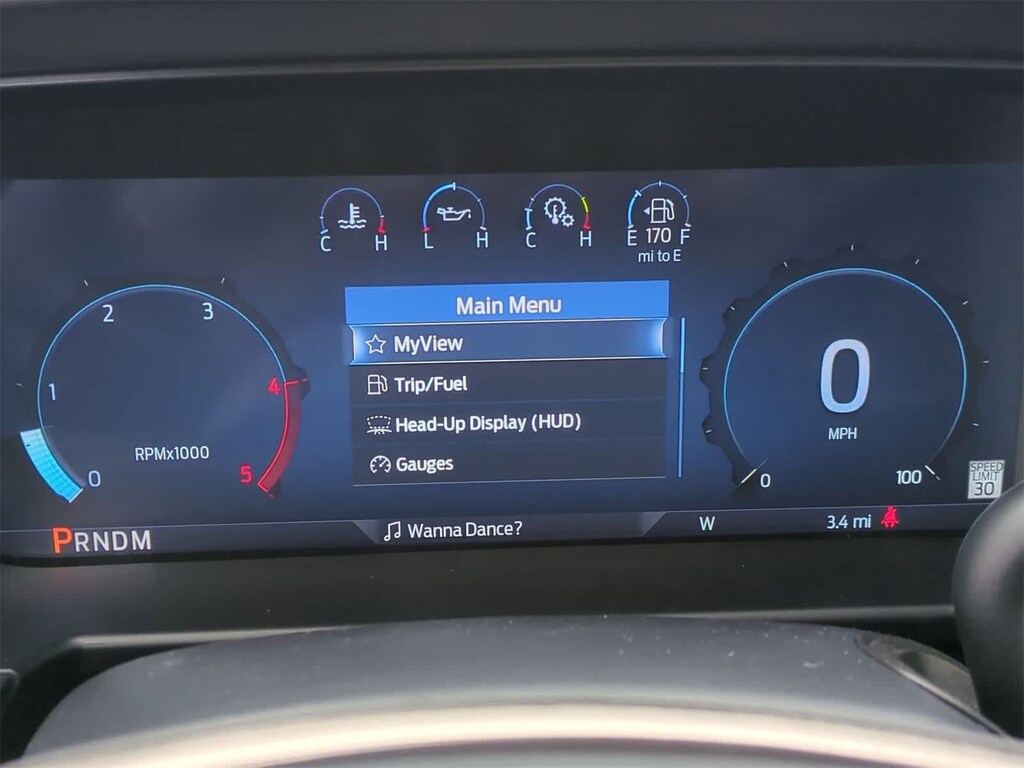 C H
L H
C H
E 170 F
mi to E
Main Menu
MyView
Trip/Fuel
Head-Up Display (HUD)
Gauges
0
1
2
3
4
5
RPMx1000
0
MPH
0
100
SPEED
LIMIT
30
PRNDM
Wanna Dance?
W
3.4 mi